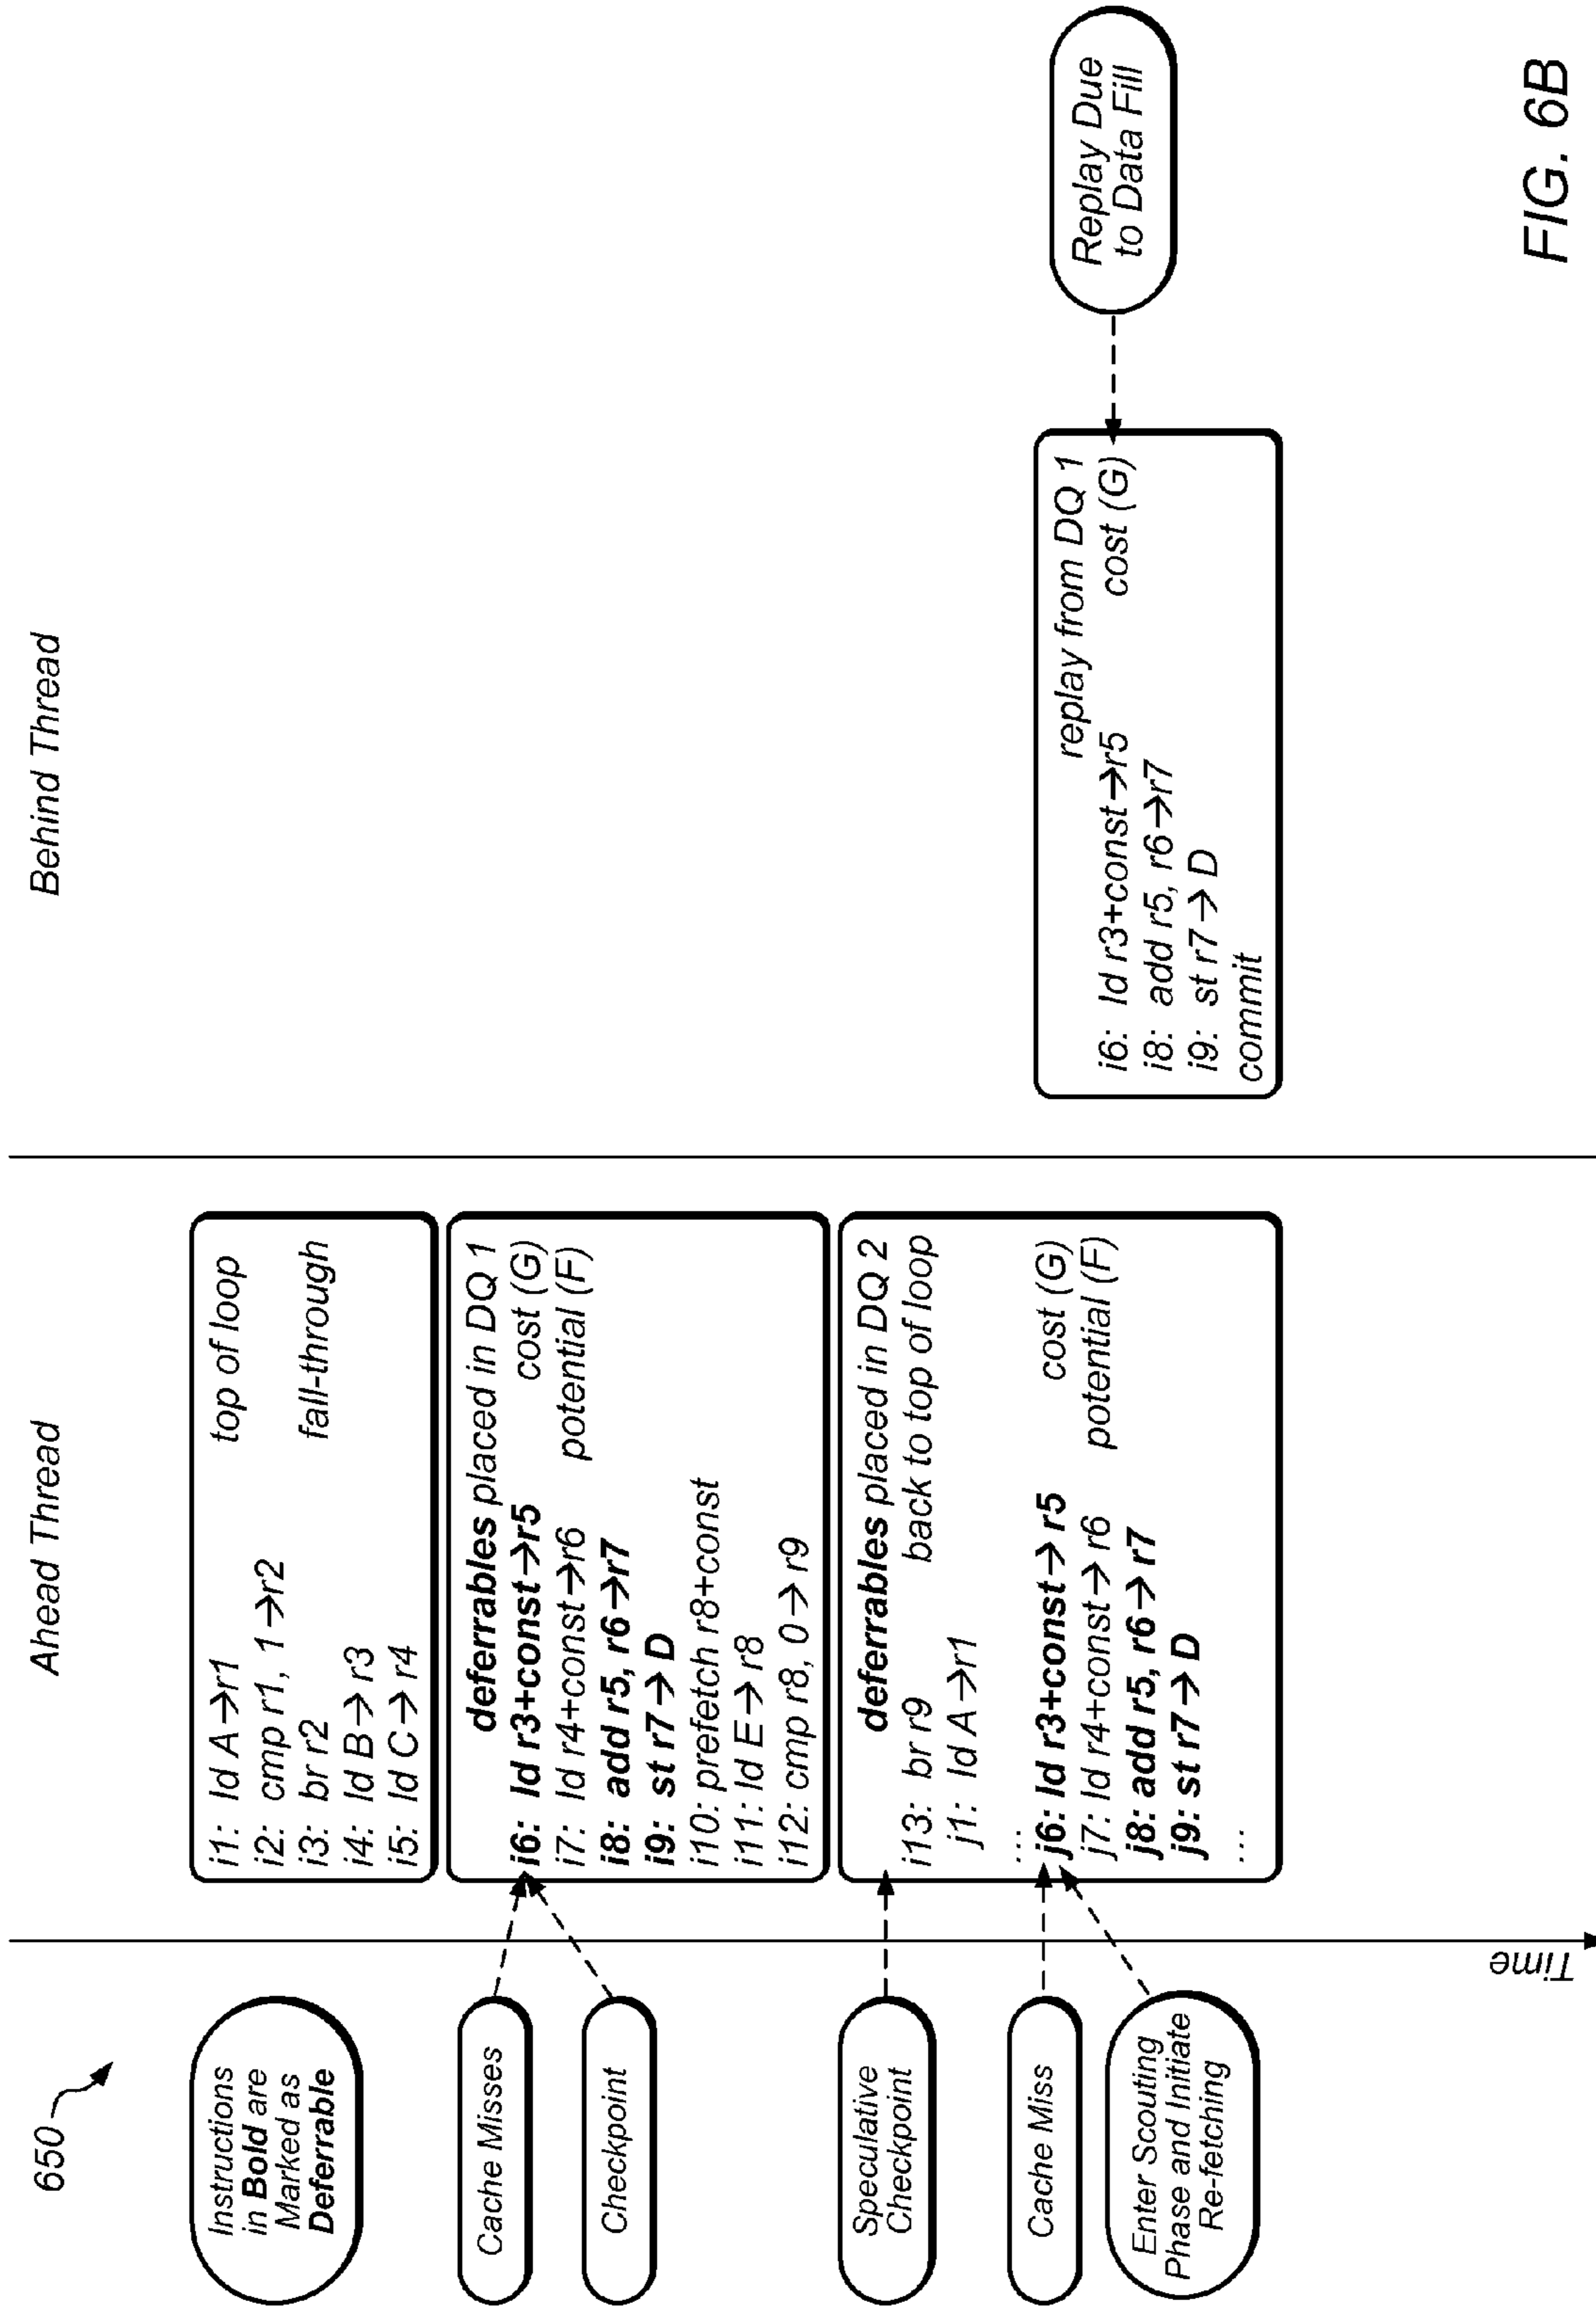 650
Ahead Thread
Behind Thread
Instructions
in Bold are
Marked as
Deferrable
i1: ld A→r1 top of loop
i2: cmp r1, 1→r2
i3: br r2 fall-through
i4: ld B→r3
i5: ld C→r4
Cache Misses
Checkpoint
deferrables placed in DQ 1
i6: ld r3+const→r5 cost (G)
i7: ld r4+const→r6 potential (F)
i8: add r5, r6→r7
i9: st r7→D
i10: prefetch r8+const
i11: ld E→r8
i12: cmp r8, 0→r9
Speculative
Checkpoint
deferrables placed in DQ 2
i13: br r9 back to top of loop
j1: ld A→r1
...
Cache Miss
j6: ld r3+const→r5 cost (G)
j7: ld r4+const→r6 potential (F)
j8: add r5, r6→r7
j9: st r7→D
...
Enter Scouting
Phase and Initiate
Re-fetching
replay from DQ 1
i6: ld r3+const→r5 cost (G)
i8: add r5, r6→r7
i9: st r7→D
commit
Replay Due
to Data Fill
Time
FIG. 6B